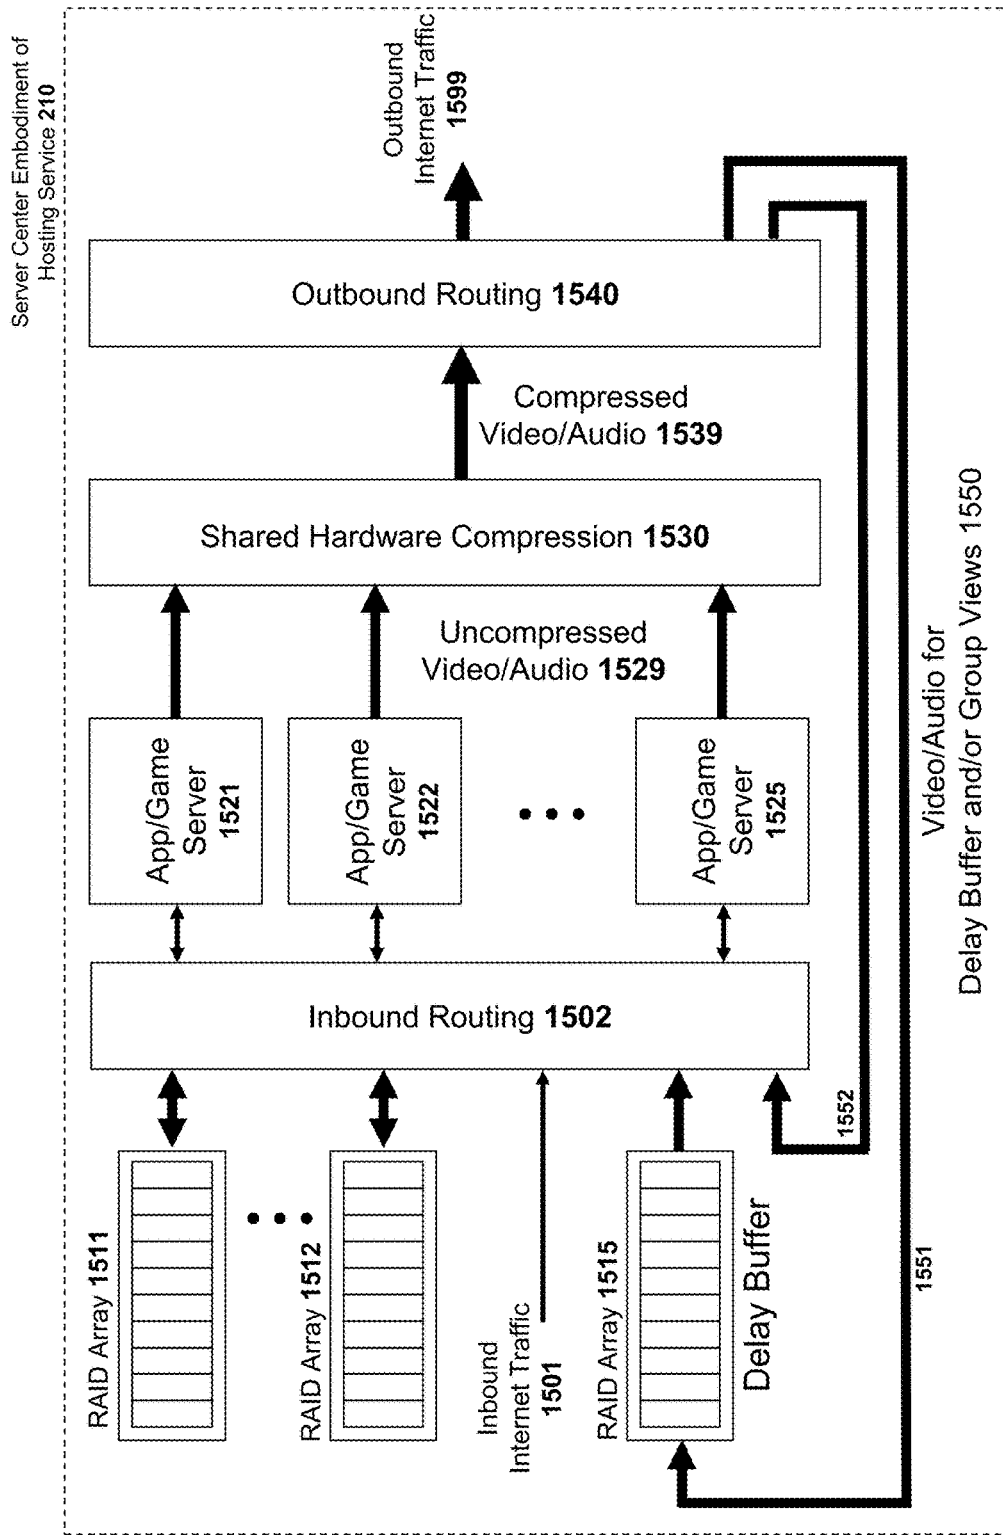 Server Center Embodiment of
Hosting Service 210
RAID Array 1511
RAID Array 1512
Inbound
Internet Traffic
1501
RAID Array 1515
Delay Buffer
Inbound Routing 1502
App/Game
Server
1521
App/Game
Server
1522
App/Game
Server
1525
Uncompressed
Video/Audio 1529
Shared Hardware Compression 1530
Compressed
Video/Audio 1539
Outbound Routing 1540
Outbound
Internet Traffic
1599
1552
1551
Video/Audio for
Delay Buffer and/or Group Views 1550